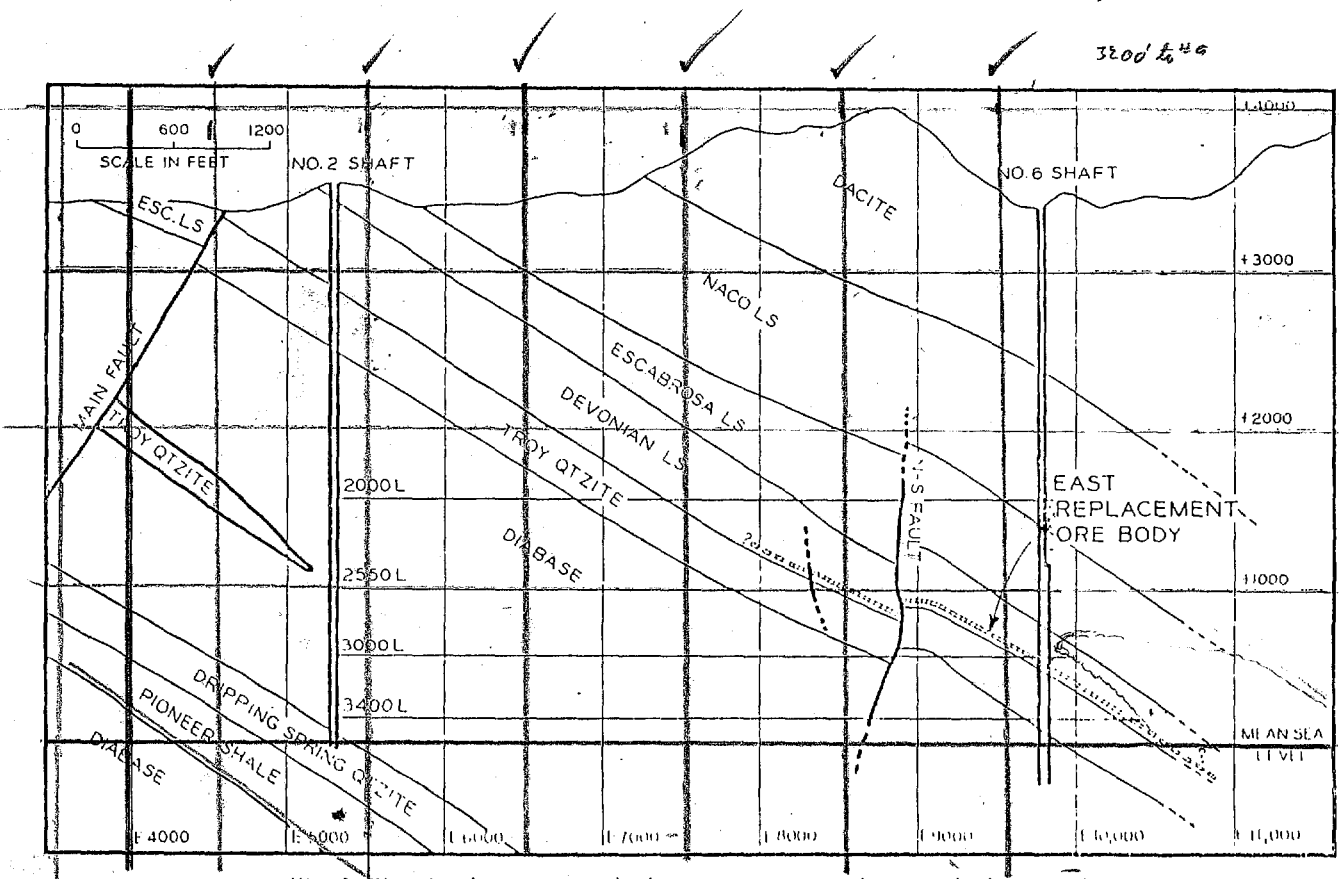 +4000
0 600 1200
SCALE IN FEET
NO. 2 SHAFT
NO. 6 SHAFT
ESC. LS
DACITE
+3000
NACO LS
MAIN FAULT
ESCABROSA LS
DEVONIAN LS
TROY QTZITE
+2000
TROY QTZITE
N-S FAULT
2000 L
EAST
REPLACEMENT
ORE BODY
DIABASE
?
2550 L
+1000
3000 L
DRIPPING SPRING QTZITE
3400 L
PIONEER SHALE
MEAN SEA
LEVEL
DIABASE
E 4000 E 5000 E 6000 E 7000 E 8000 E 9000 E 10,000 E 11,000